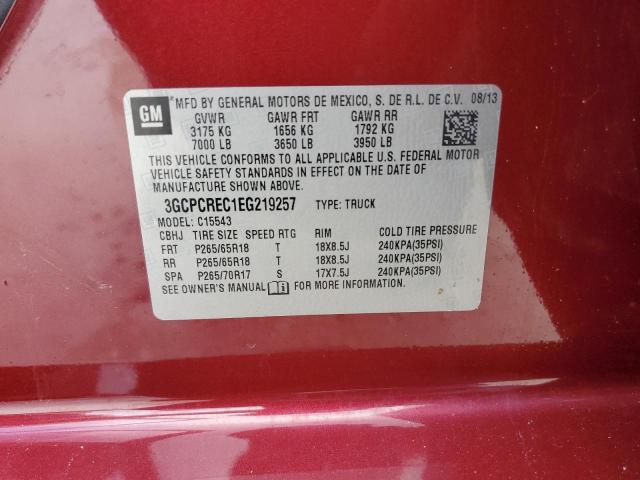 GM
MFD BY GENERAL MOTORS DE MEXICO, S. DE R.L. DE C.V. 08/13
GVWR GAWR FRT GAWR RR
3175 KG 1656 KG 1792 KG
7000 LB 3650 LB 3950 LB
THIS VEHICLE CONFORMS TO ALL APPLICABLE U.S. FEDERAL MOTOR
VEHICLE SAFETY STANDARDS IN EFFECT ON THE DATE OF
MANUFACTURE SHOWN ABOVE.
3GCPCREC1EG219257 TYPE: TRUCK
MODEL: C15543
CBHJ TIRE SIZE SPEED RTG RIM COLD TIRE PRESSURE
FRT P265/65R18 T 18X8.5J 240KPA(35PSI)
RR P265/65R18 T 18X8.5J 240KPA(35PSI)
SPA P265/70R17 S 17X7.5J 240KPA(35PSI)
SEE OWNER'S MANUAL FOR MORE INFORMATION.